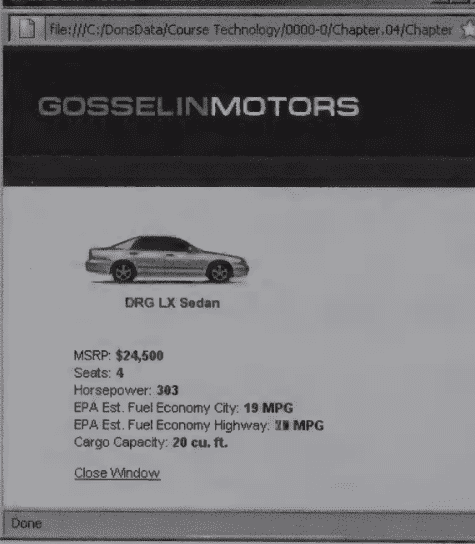 file:///C:/DonsData/Course Technology/0000-0/Chapter.04/Chapter
GOSSELINMOTORS
DRG LX Sedan
MSRP: $24,500
Seats: 4
Horsepower: 303
EPA Est. Fuel Economy City: 19 MPG
EPA Est. Fuel Economy Highway: MPG
Cargo Capacity: 20 cu. ft.
Close Window
Done